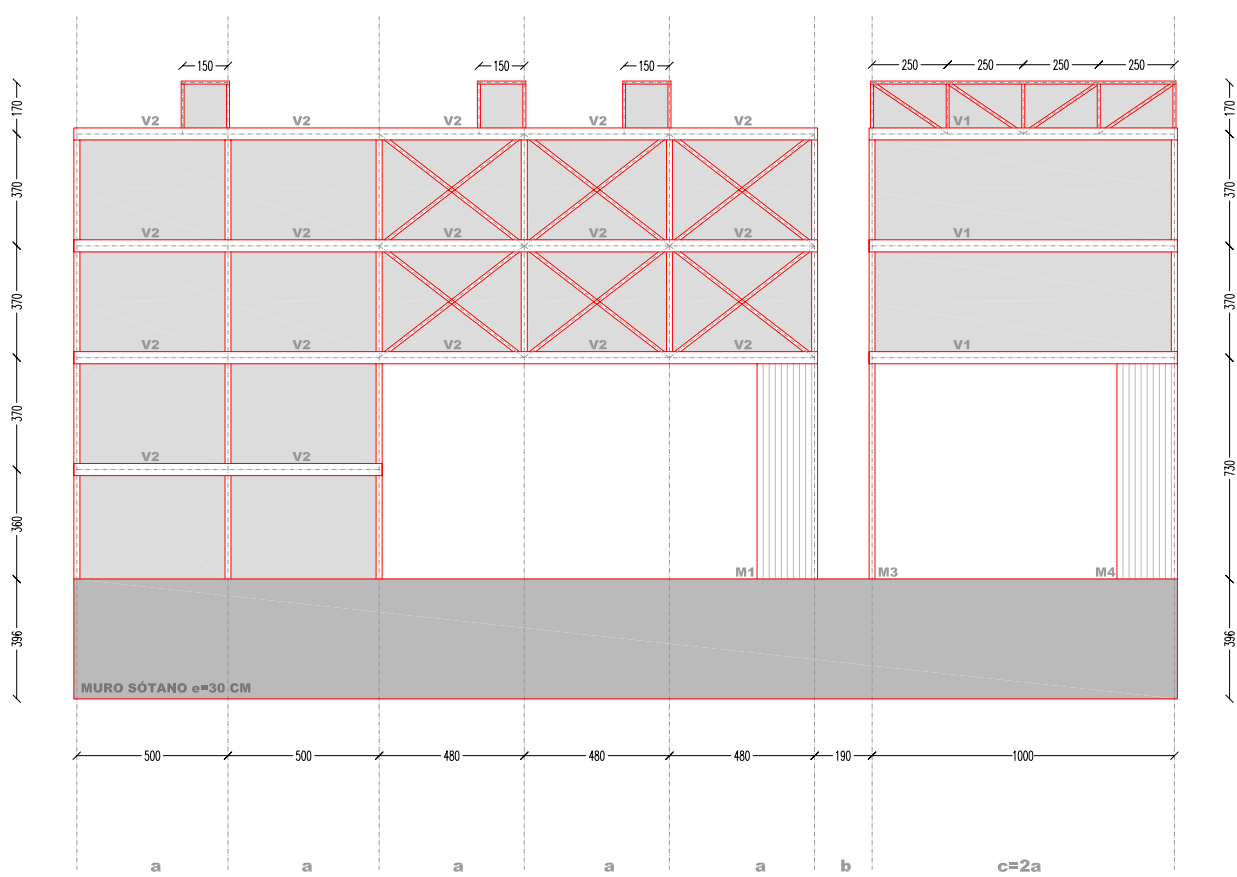 150 150 150 250 250 250 250
170 170
V2 V2 V2 V2 V2 V1
370 370
V2 V2 V2 V2 V2 V1
370 370
V2 V2 V2 V2 V2 V1
370
V2 V2
730
360
M1 M3 M4
396 396
MURO SÓTANO e=30 CM
500 500 480 480 480 190 1000
a a a a a b c=2a